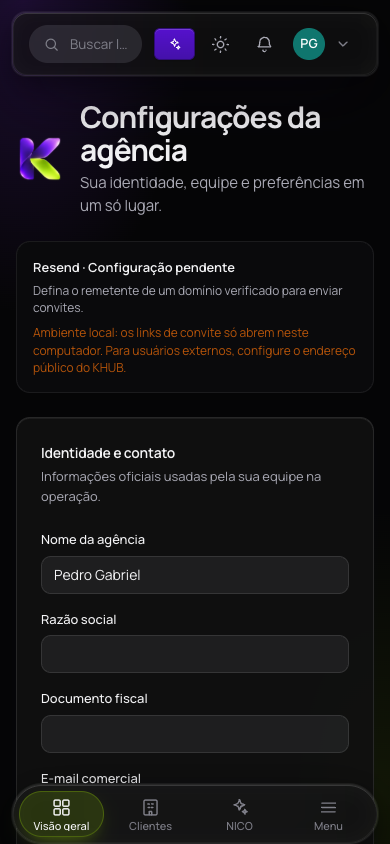 Buscar l...
PG
Configurações da
agência
Sua identidade, equipe e preferências em
um só lugar.
Resend · Configuração pendente
Defina o remetente de um domínio verificado para enviar
convites.
Ambiente local: os links de convite só abrem neste
computador. Para usuários externos, configure o endereço
público do KHUB.
Identidade e contato
Informações oficiais usadas pela sua equipe na
operação.
Nome da agência
Pedro Gabriel
Razão social
Documento fiscal
E-mail comercial
Visão geral
Clientes
NICO
Menu